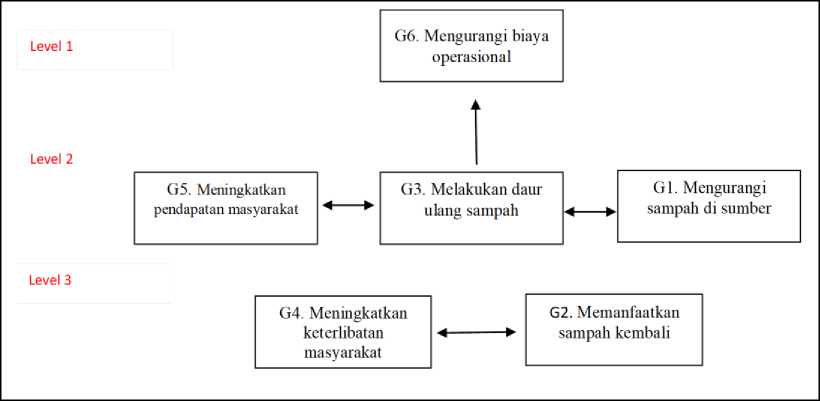 Level 1
G6. Mengurangi biaya
operasional
Level 2
G5. Meningkatkan
pendapatan masyarakat
G3. Melakukan daur
ulang sampah
G1. Mengurangi
sampah di sumber
Level 3
G4. Meningkatkan
keterlibatan
masyarakat
G2. Memanfaatkan
sampah kembali